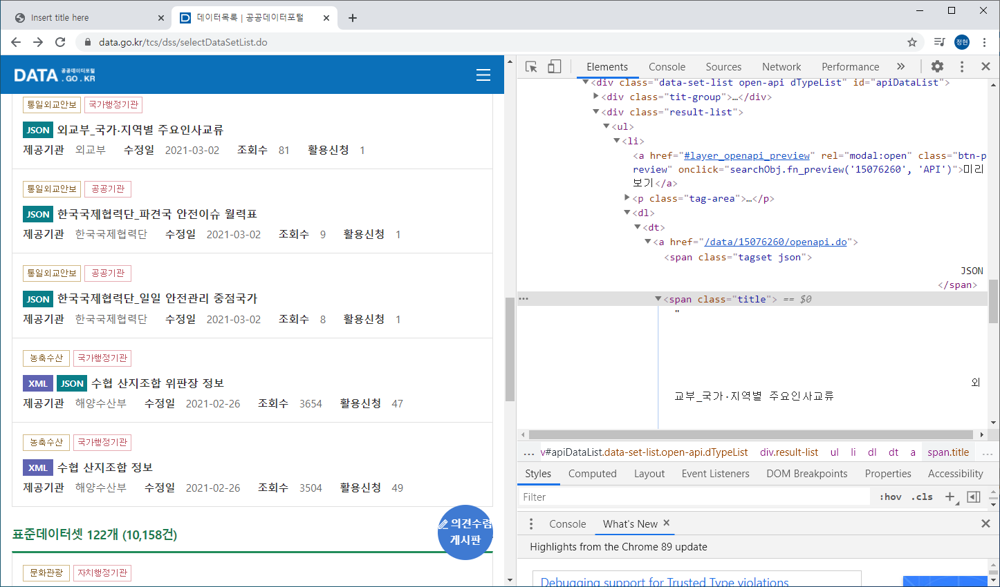 Insert title here
데이터목록 | 공공데이터포털
data.go.kr/tcs/dss/selectDataSetList.do
정현
DATA 공공데이터포털 .GO.KR
통일외교안보 국가행정기관
JSON 외교부_국가·지역별 주요인사교류
제공기관 외교부 수정일 2021-03-02 조회수 81 활용신청 1
통일외교안보 공공기관
JSON 한국국제협력단_파견국 안전이슈 월력표
제공기관 한국국제협력단 수정일 2021-03-02 조회수 9 활용신청 1
통일외교안보 공공기관
JSON 한국국제협력단_일일 안전관리 중점국가
제공기관 한국국제협력단 수정일 2021-03-02 조회수 8 활용신청 1
농축수산 국가행정기관
XML JSON 수협 산지조합 위판장 정보
제공기관 해양수산부 수정일 2021-02-26 조회수 3654 활용신청 47
농축수산 국가행정기관
XML 수협 산지조합 정보
제공기관 해양수산부 수정일 2021-02-26 조회수 3504 활용신청 49
의견수렴
게시판
표준데이터셋 122개 (10,158건)
문화관광 자치행정기관
Elements Console Sources Network Performance »
<div class="data-set-list open-api dTypeList" id="apiDataList">
<div class="tit-group">…</div>
<div class="result-list">
<ul>
<li>
<a href="#layer_openapi_preview" rel="modal:open" class="btn-p
review" onclick="searchObj.fn_preview('15076260', 'API')">미리
보기</a>
<p class="tag-area">…</p>
<dl>
<dt>
<a href="/data/15076260/openapi.do">
<span class="tagset json">
JSON
</span>
<span class="title"> == $0
"
외
교부_국가·지역별 주요인사교류
… v#apiDataList.data-set-list.open-api.dTypeList div.result-list ul li dl dt a span.title …
Styles Computed Layout Event Listeners DOM Breakpoints Properties Accessibility
Filter :hov .cls +
Console What's New
Highlights from the Chrome 89 update
Debugging support for Trusted Type violations